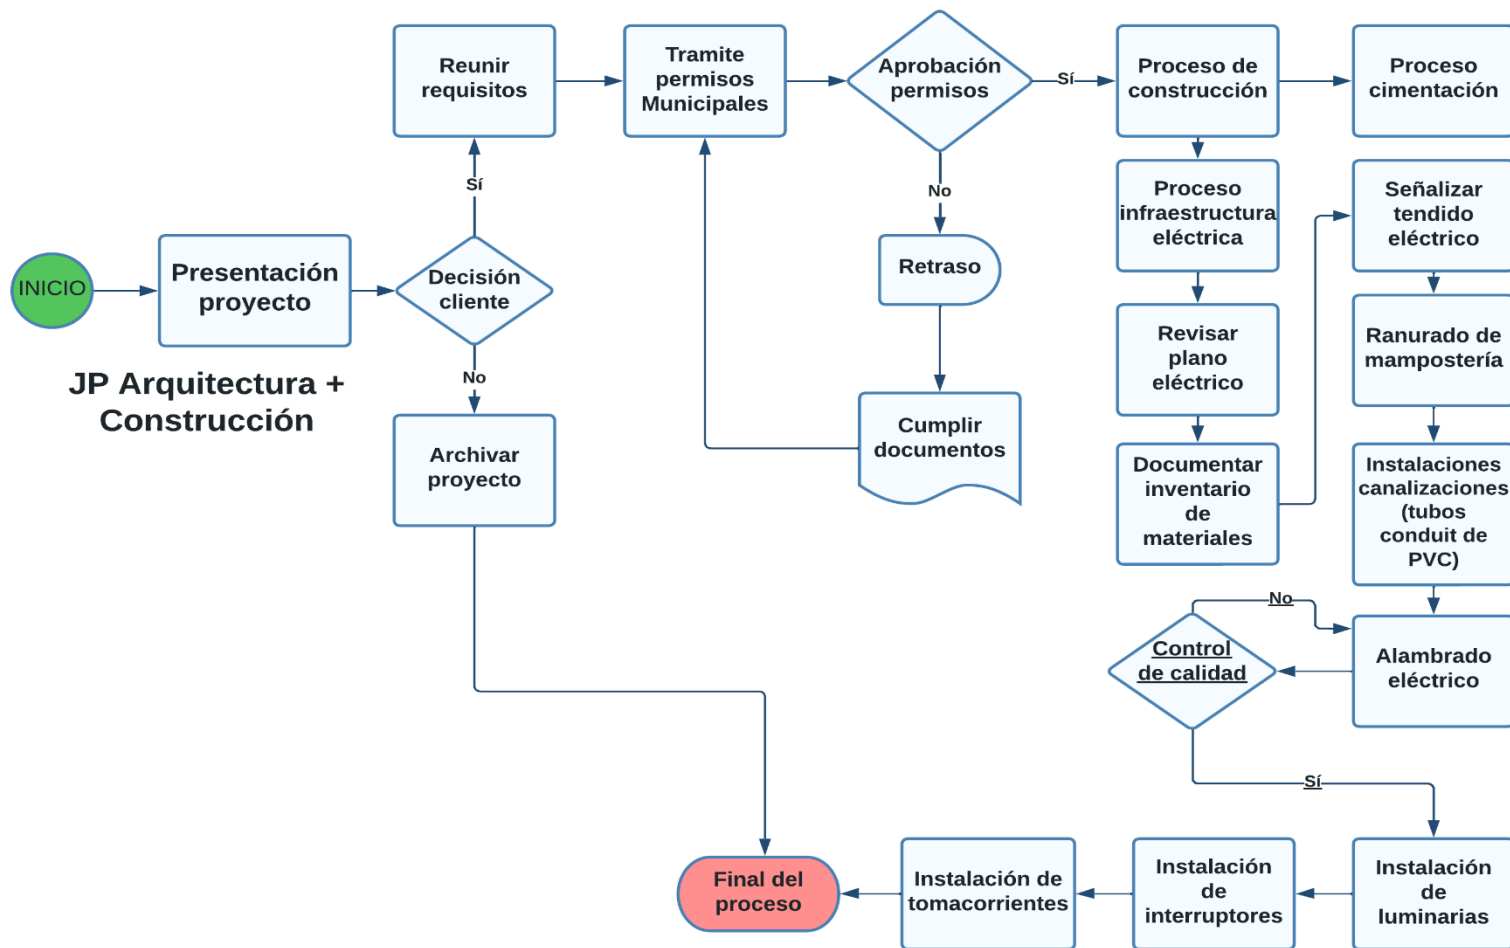 INICIO
Presentación
proyecto
JP Arquitectura +
Construcción
Decisión
cliente
Sí
No
Reunir
requisitos
Archivar
proyecto
Tramite
permisos
Municipales
Aprobación
permisos
Sí
No
Retraso
Cumplir
documentos
Proceso de
construcción
Proceso
cimentación
Proceso
infraestructura
eléctrica
Revisar
plano
eléctrico
Documentar
inventario
de
materiales
Señalizar
tendido
eléctrico
Ranurado de
mampostería
Instalaciones
canalizaciones
(tubos
conduit de
PVC)
Alambrado
eléctrico
Control
de calidad
No
Sí
Instalación
de
luminarias
Instalación
de
interruptores
Instalación de
tomacorrientes
Final del
proceso